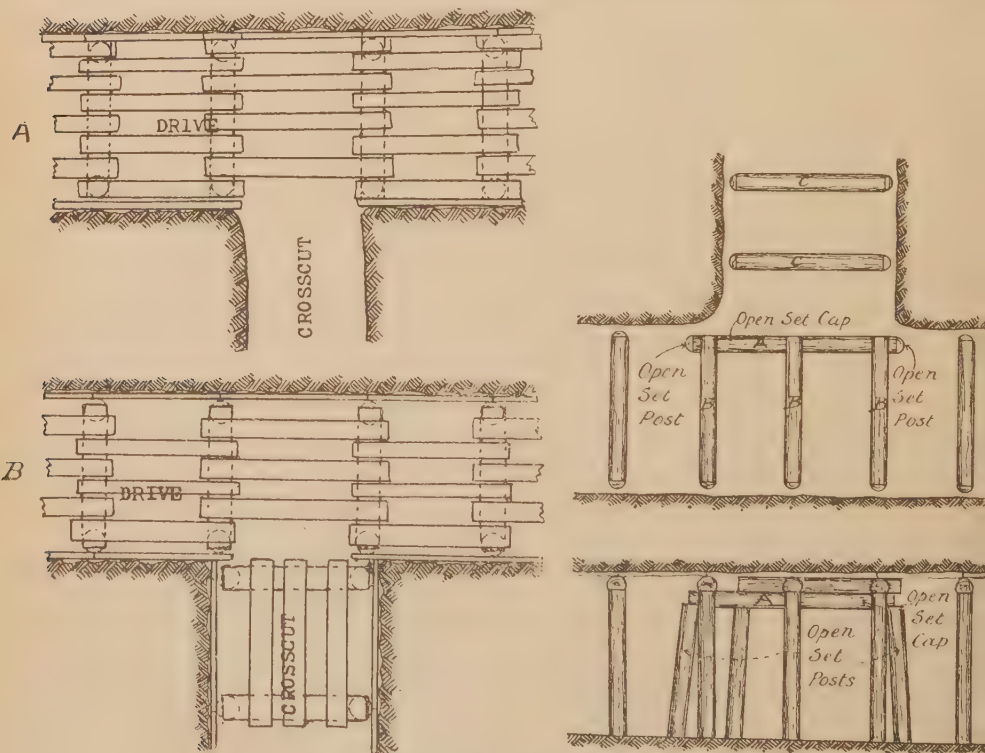 A
DRIVE
CROSSCUT
B
DRIVE
CROSSCUT
C
C
Open Set Cap
A
Open
Set
Post
B
B
B
Open
Set
Post
A
Open
Set
Cap
Open
Set
Posts